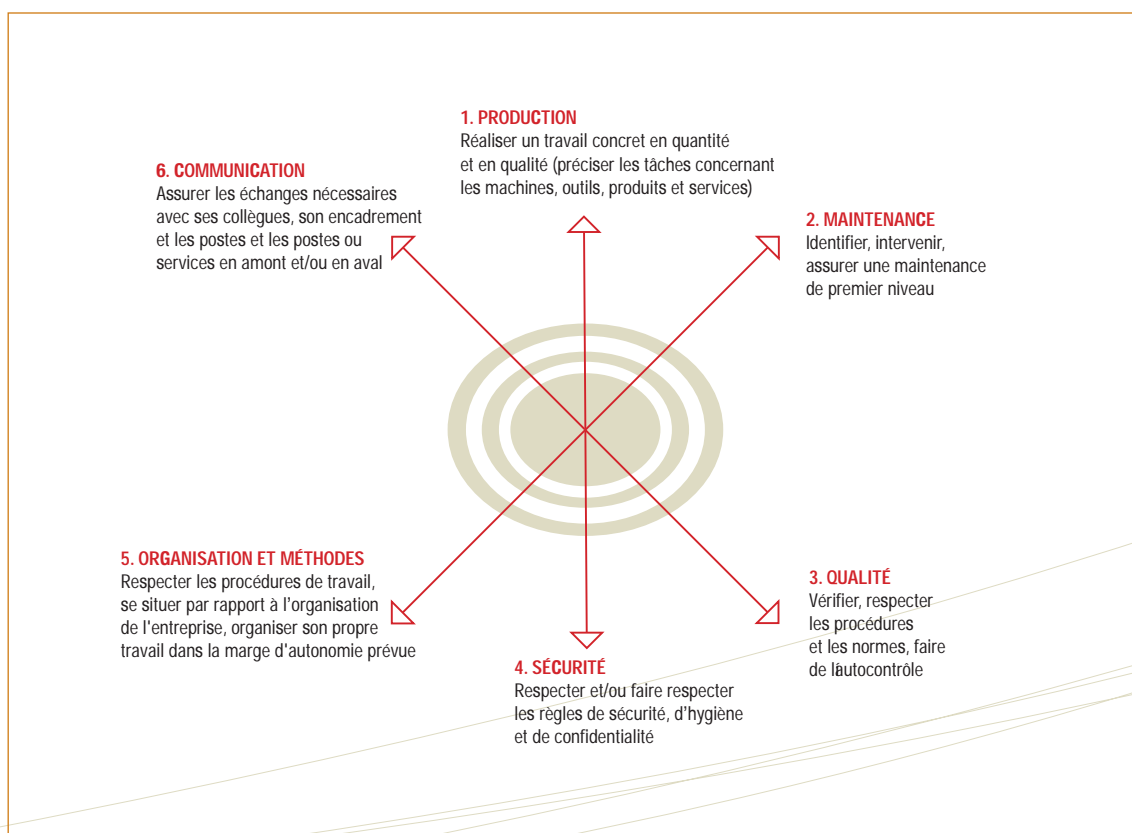 1. PRODUCTION
Réaliser un travail concret en quantité
et en qualité (préciser les tâches concernant
les machines, outils, produits et services)
2. MAINTENANCE
Identifier, intervenir,
assurer une maintenance
de premier niveau
3. QUALITÉ
Vérifier, respecter
les procédures
et les normes, faire
de l'autocontrôle
4. SÉCURITÉ
Respecter et/ou faire respecter
les règles de sécurité, d'hygiène
et de confidentialité
5. ORGANISATION ET MÉTHODES
Respecter les procédures de travail,
se situer par rapport à l'organisation
de l'entreprise, organiser son propre
travail dans la marge d'autonomie prévue
6. COMMUNICATION
Assurer les échanges nécessaires
avec ses collègues, son encadrement
et les postes et les postes ou
services en amont et/ou en aval